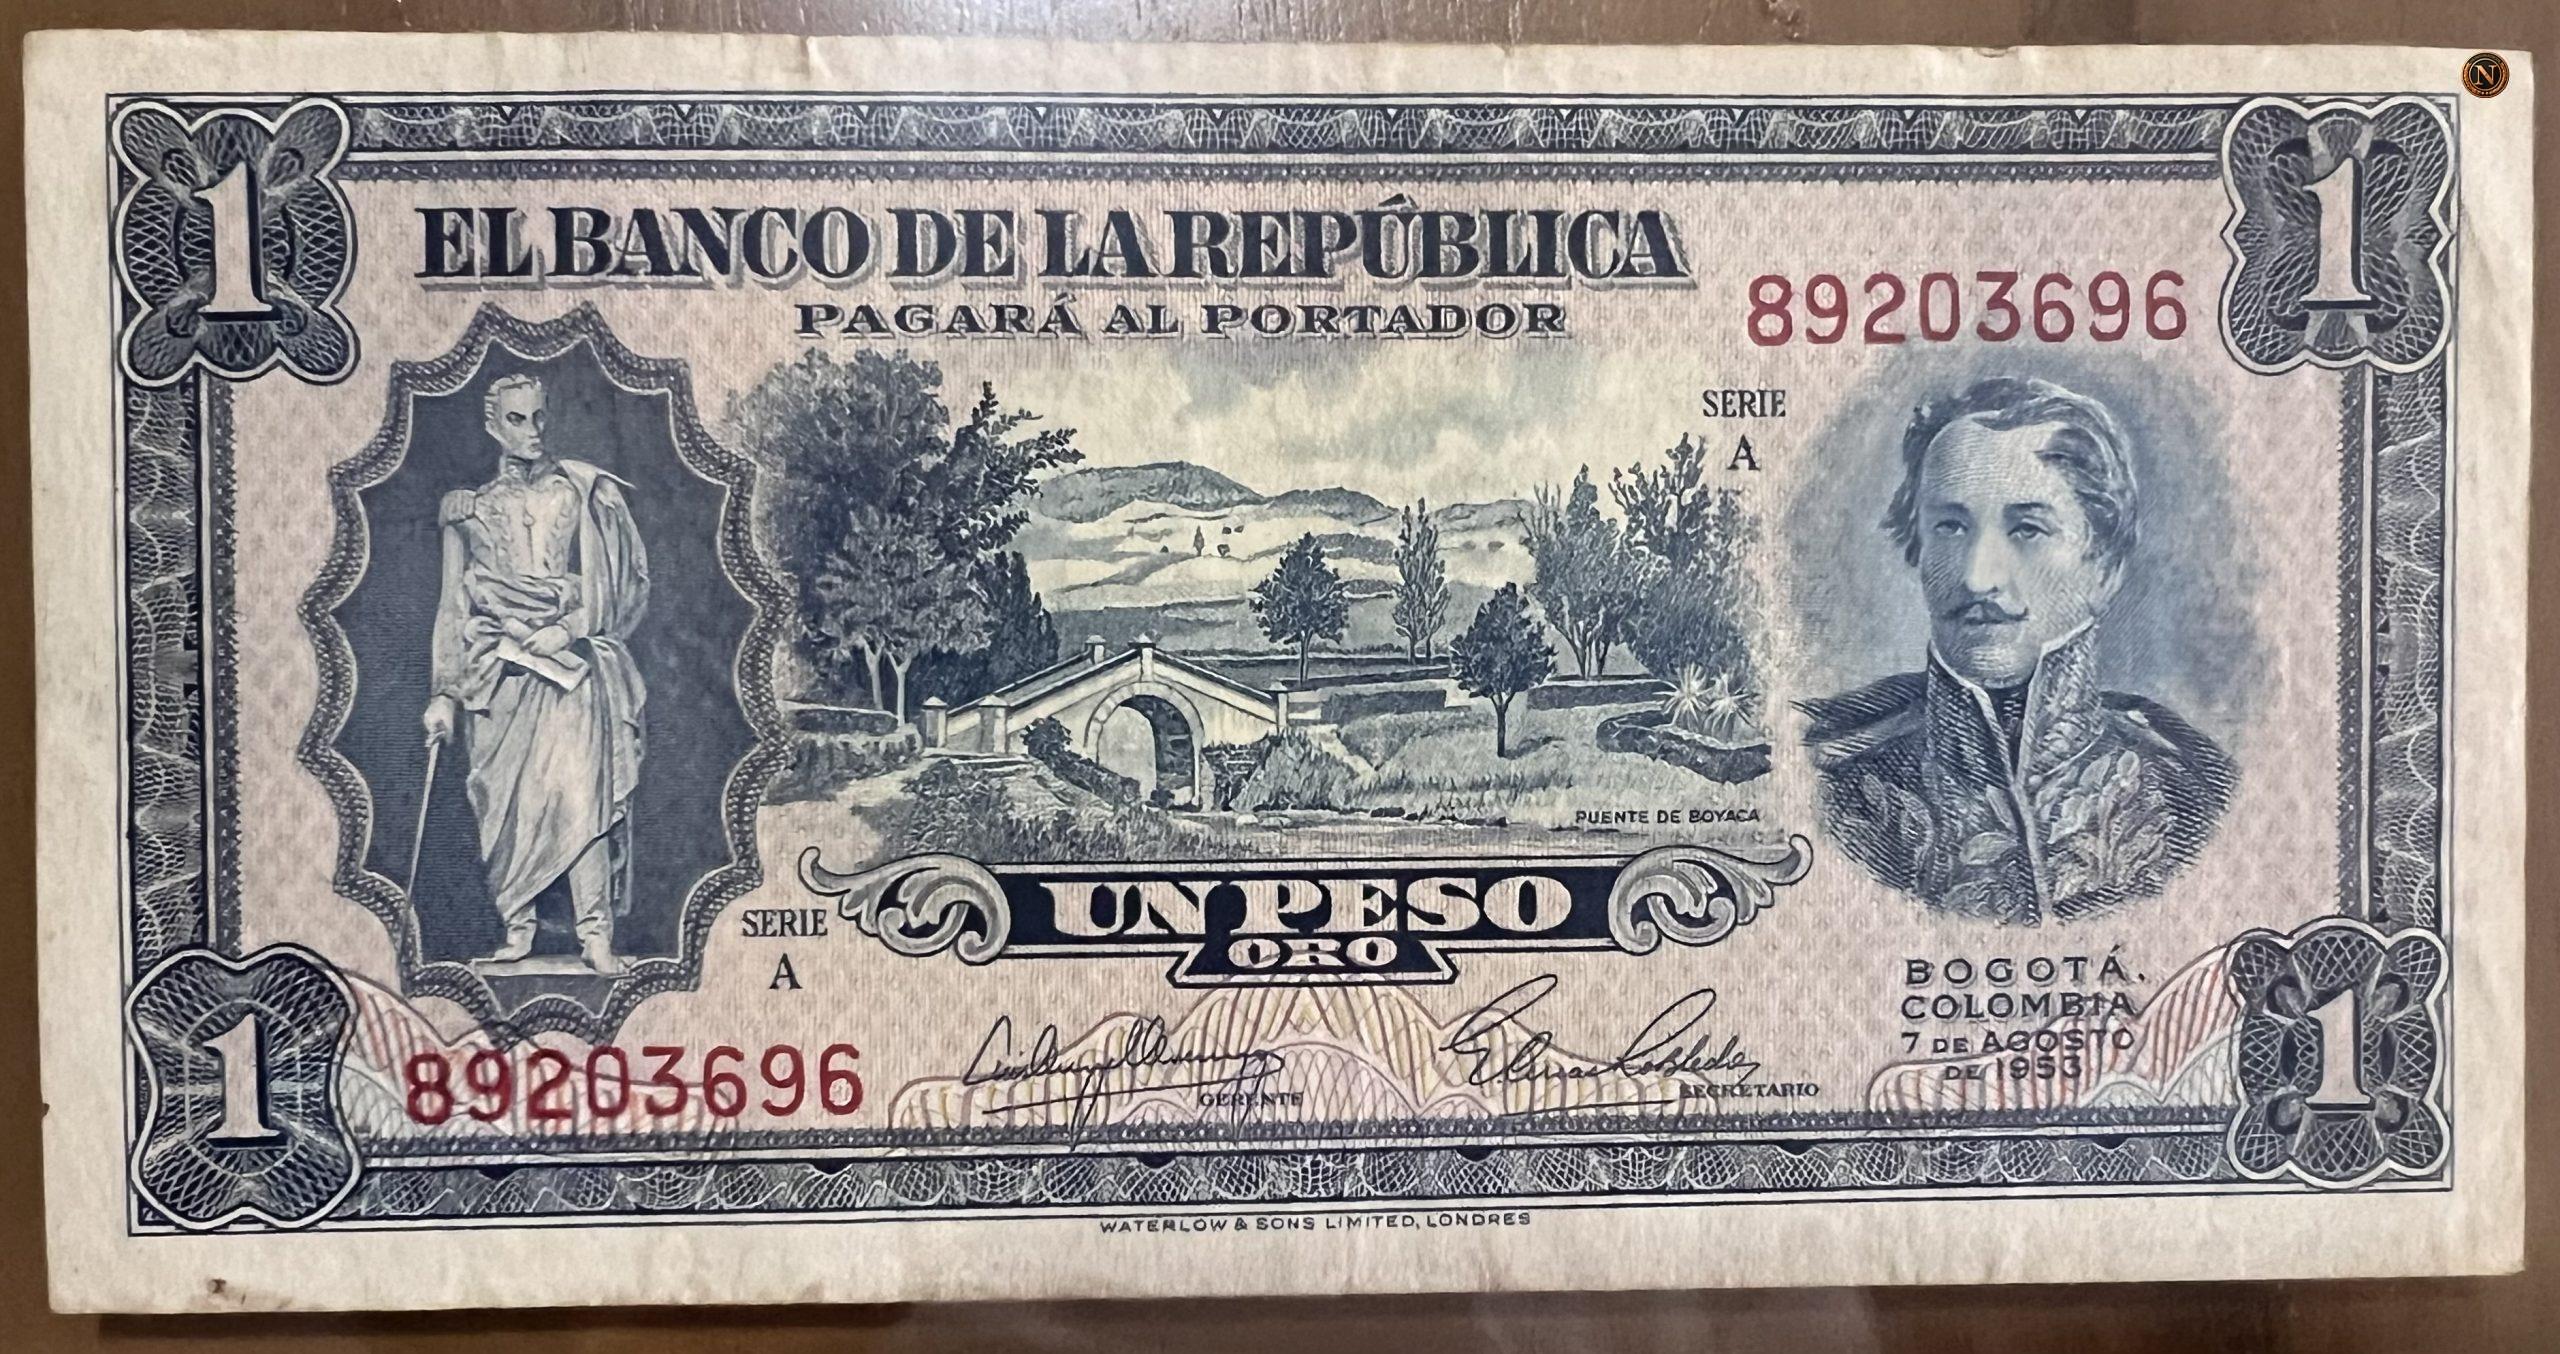 1 1
EL BANCO DE LA REPÚBLICA
PAGARÁ AL PORTADOR
89203696
SERIE
A
PUENTE DE BOYACA
UN PESO
ORO
SERIE
A
89203696
GERENTE
SECRETARIO
BOGOTÁ,
COLOMBIA
7 DE AGOSTO
DE 1953
1 1
WATERLOW & SONS LIMITED, LONDRES
N